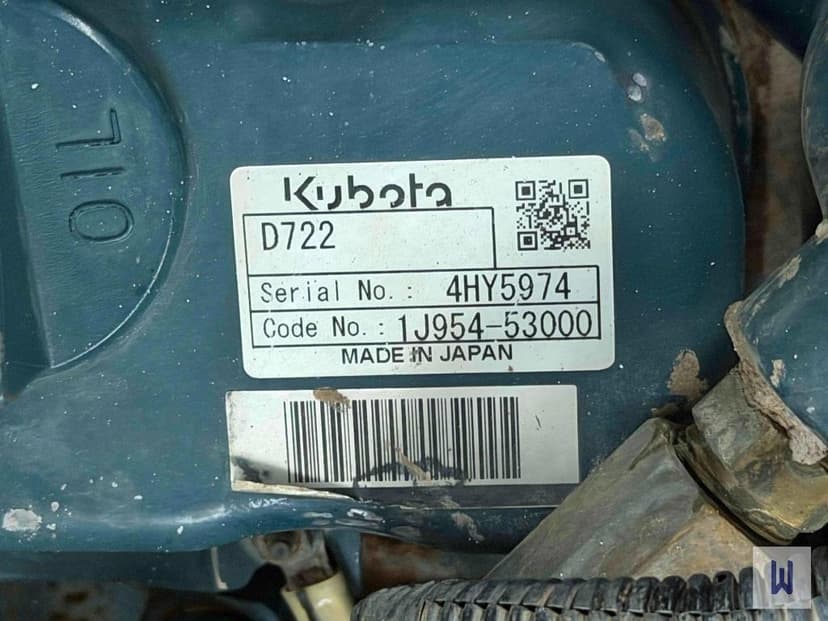 OIL
Kubota
D722
Serial No. : 4HY5974
Code No. : 1J954-53000
MADE IN JAPAN
W